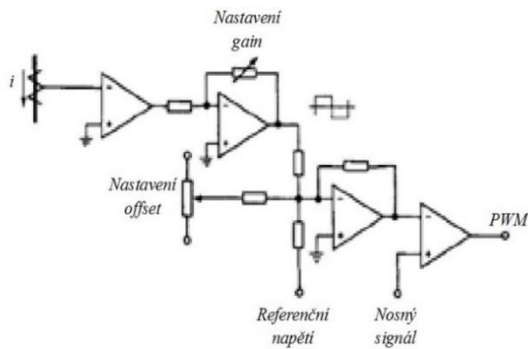 Nastavení
gain
i
Nastavení
offset
PWM
Referenční
napětí
Nosný
signál